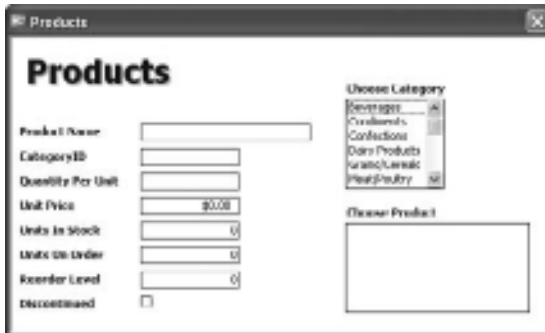 Products
Products
Product Name
CategoryID
Quantity Per Unit
Unit Price $0.00
Units In Stock 0
Units On Order 0
Reorder Level 0
Discontinued
Choose Category
Beverages
Condiments
Confections
Dairy Products
Grains/Cereals
Meat/Poultry
Choose Product